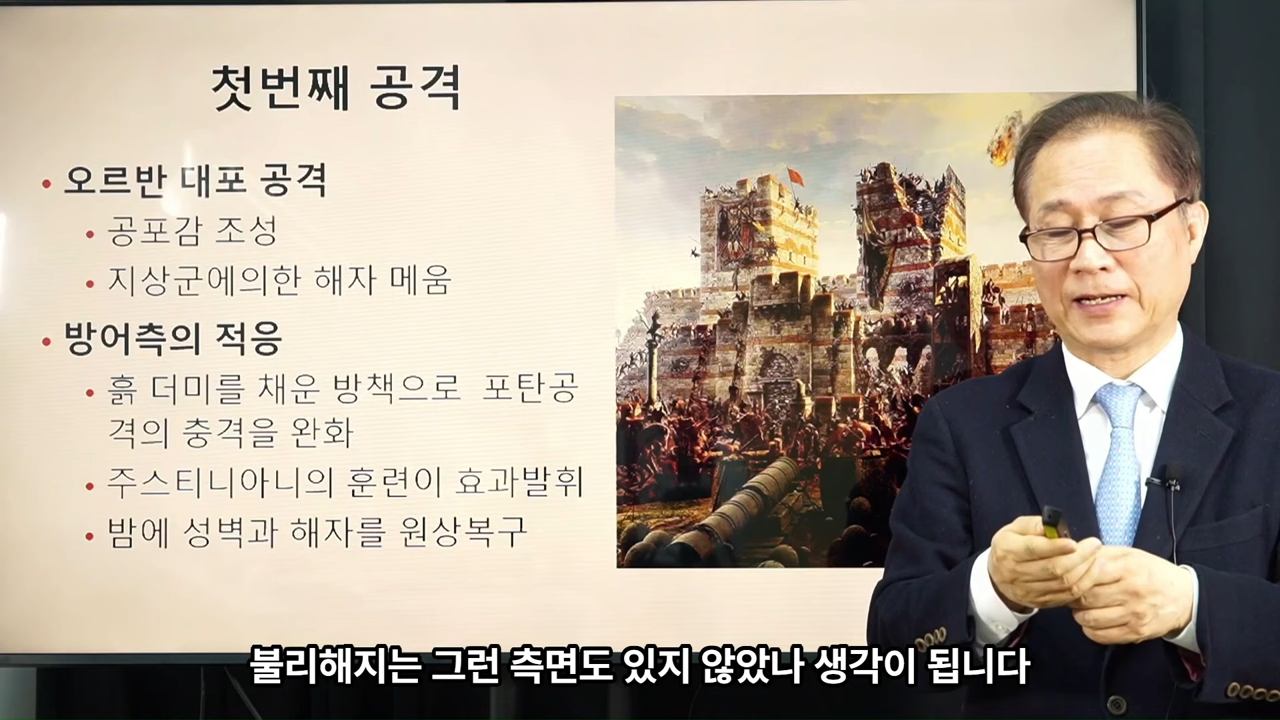 첫번째 공격
오르반 대포 공격
공포감 조성
지상군에의한 해자 메움
방어측의 적응
흙 더미를 채운 방책으로 포탄공
격의 충격을 완화
주스티니아니의 훈련이 효과발휘
밤에 성벽과 해자를 원상복구
불리해지는 그런 측면도 있지 않았나 생각이 됩니다